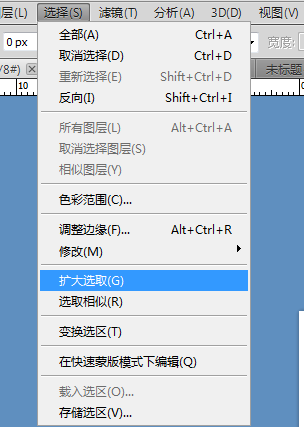 层(L) 选择(S) 滤镜(T) 分析(A) 3D(D) 视图(V)
0 px 宽度:
/8#) 未标题
10
全部(A) Ctrl+A
取消选择(D) Ctrl+D
重新选择(E) Shift+Ctrl+D
反向(I) Shift+Ctrl+I
所有图层(L) Alt+Ctrl+A
取消选择图层(S)
相似图层(Y)
色彩范围(C)...
调整边缘(F)... Alt+Ctrl+R
修改(M)
扩大选取(G)
选取相似(R)
变换选区(T)
在快速蒙版模式下编辑(Q)
载入选区(O)...
存储选区(V)...